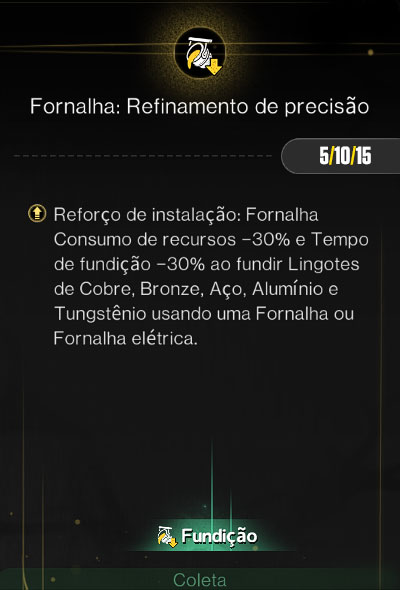 Fornalha: Refinamento de precisão
5/10/15
Reforço de instalação: Fornalha
Consumo de recursos −30% e Tempo
de fundição −30% ao fundir Lingotes
de Cobre, Bronze, Aço, Alumínio e
Tungstênio usando uma Fornalha ou
Fornalha elétrica.
Fundição
Coleta